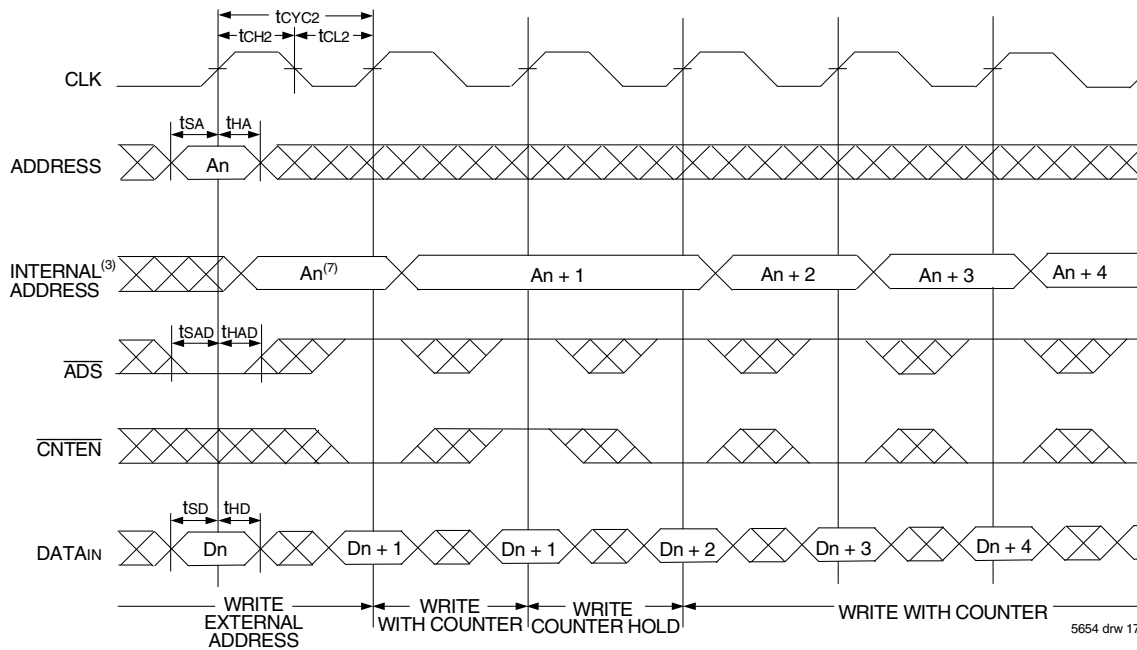 tCYC2
tCH2 tCL2
CLK
tSA tHA
ADDRESS An
INTERNAL(3) ADDRESS An(7) An + 1 An + 2 An + 3 An + 4
tSAD tHAD
ADS
CNTEN
tSD tHD
DATAIN Dn Dn + 1 Dn + 1 Dn + 2 Dn + 3 Dn + 4
WRITE EXTERNAL ADDRESS
WRITE WITH COUNTER
WRITE COUNTER HOLD
WRITE WITH COUNTER
5654 drw 17